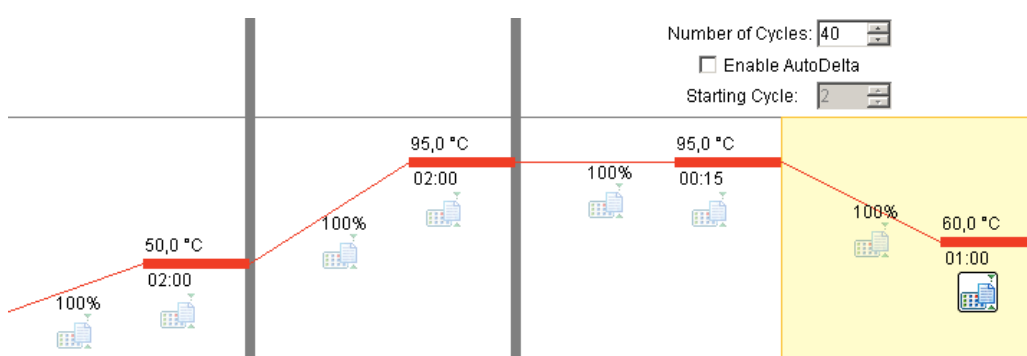 Number of Cycles: 40
Enable AutoDelta
Starting Cycle: 2
95,0 °C
95,0 °C
02:00
100%
00:15
100%
100%
60,0 °C
50,0 °C
01:00
02:00
100%